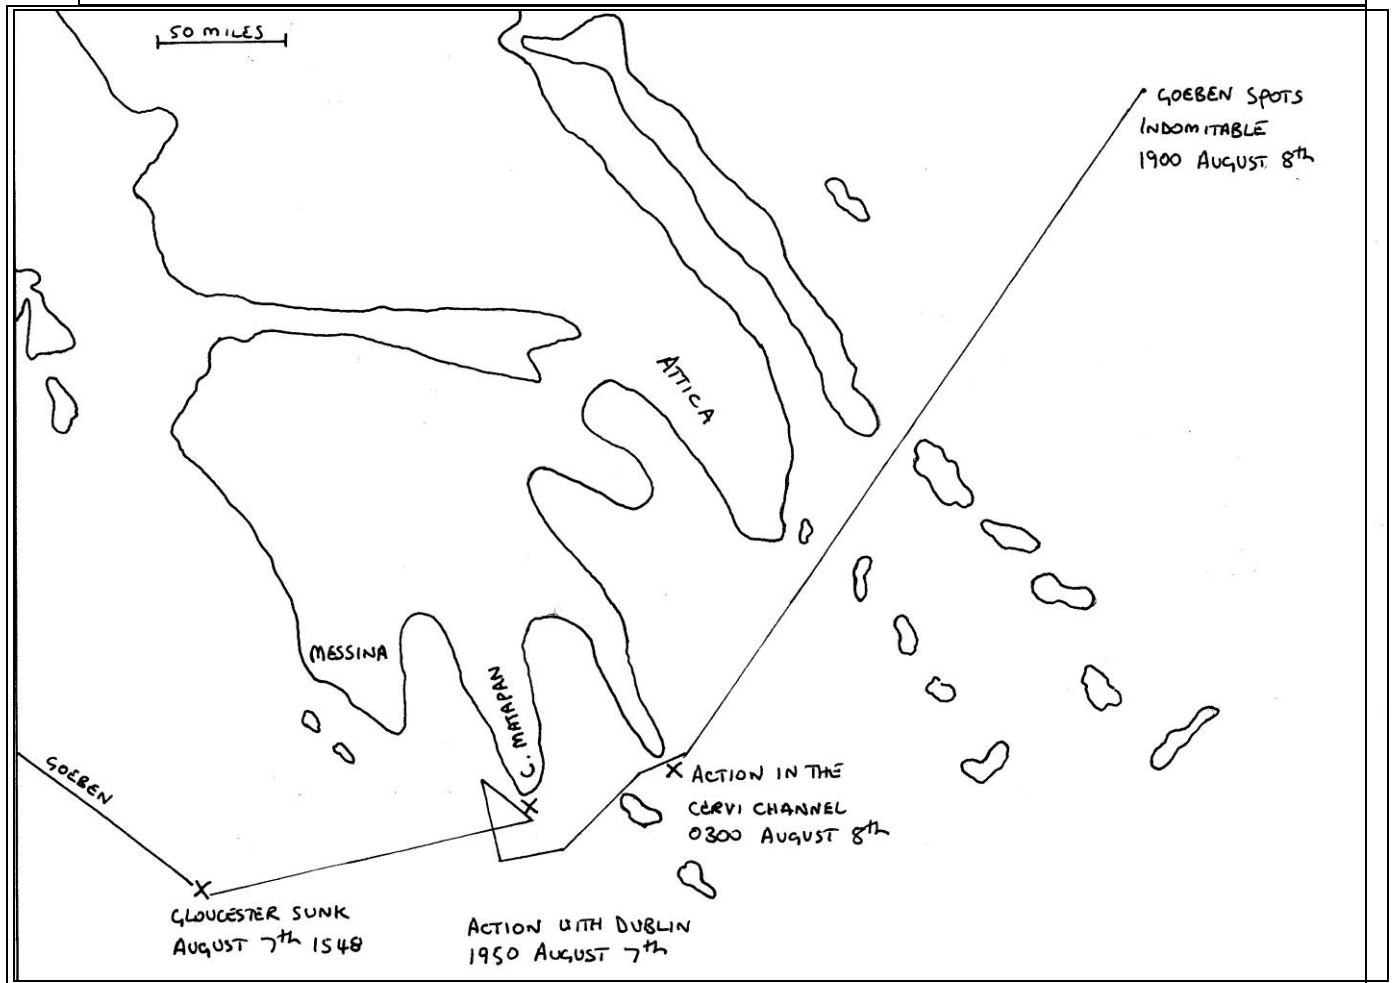 50 MILES
GOEBEN SPOTS
INDOMITABLE
1900 AUGUST 8th
ATTICA
MESSINA
C. MATAPAN
GOEBEN
ACTION IN THE
CERVI CHANNEL
0300 AUGUST 8th
GLOUCESTER SUNK
AUGUST 7th 1548
ACTION WITH DUBLIN
1950 AUGUST 7th